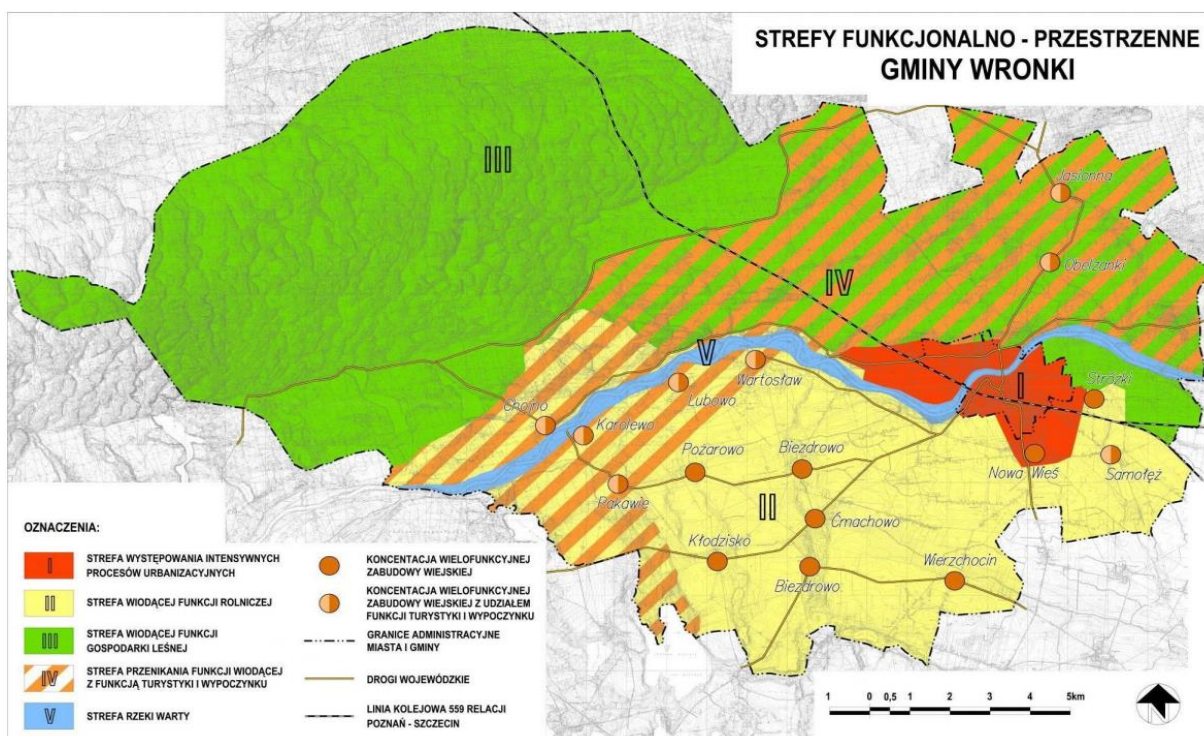 STREFY FUNKCJONALNO - PRZESTRZENNE
GMINY WRONKI
III
Jasionna
Obelzanki
IV
V
Wartosław
Lubowo
I
Stróżki
Chojno
Karolewo
Pożarowo
Biezdrowo
Nowa Wieś
Samołęż
Pakawie
II
Ćmachowo
Kłodzisko
Biezdrowo
Wierzchocin
OZNACZENIA:
I STREFA WYSTĘPOWANIA INTENSYWNYCH
PROCESÓW URBANIZACYJNYCH
II STREFA WIODĄCEJ FUNKCJI ROLNICZEJ
III STREFA WIODĄCEJ FUNKCJI
GOSPODARKI LEŚNEJ
IV STREFA PRZENIKANIA FUNKCJI WIODĄCEJ
Z FUNKCJĄ TURYSTYKI I WYPOCZYNKU
V STREFA RZEKI WARTY
KONCENTACJA WIELOFUNKCYJNEJ
ZABUDOWY WIEJSKIEJ
KONCENTACJA WIELOFUNKCYJNEJ
ZABUDOWY WIEJSKIEJ Z UDZIAŁEM
FUNKCJI TURYSTYKI I WYPOCZYNKU
GRANICE ADMINISTRACYJNE
MIASTA I GMINY
DROGI WOJEWÓDZKIE
LINIA KOLEJOWA 559 RELACJI
POZNAŃ - SZCZECIN
1 0 0,5 1 2 3 4 5km